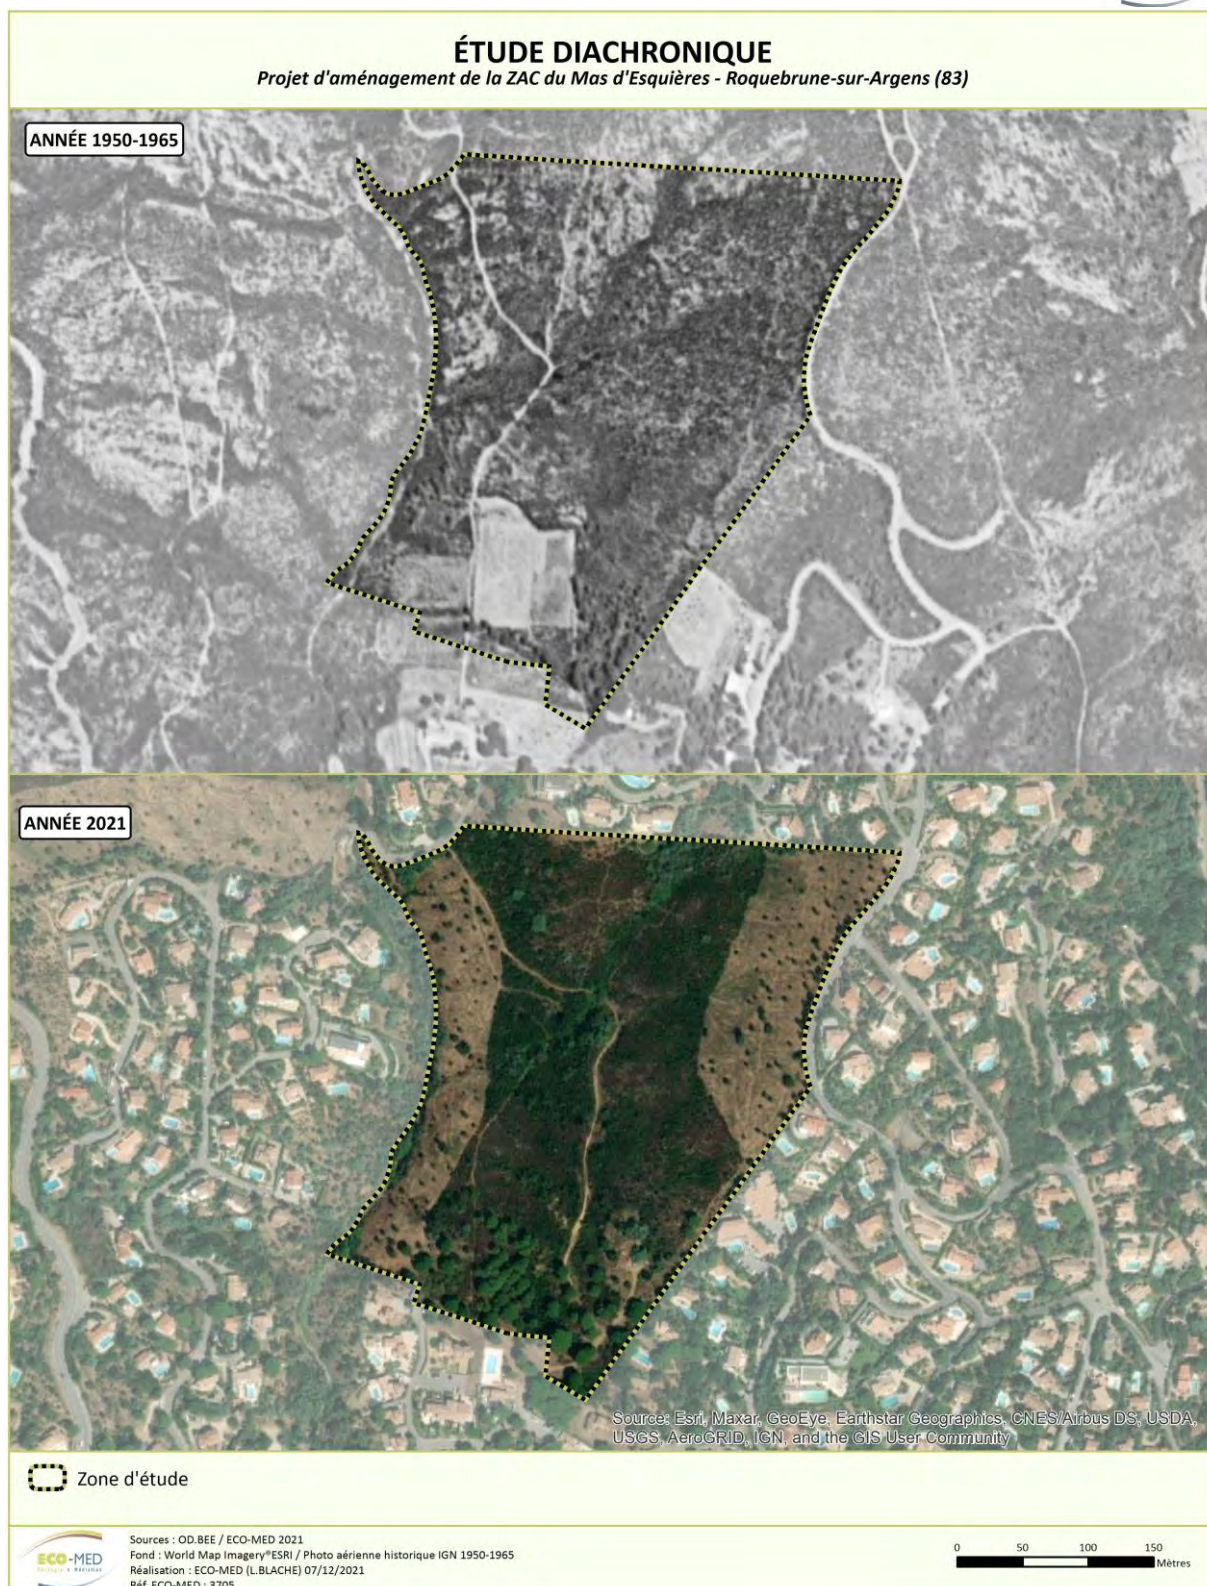 ÉTUDE DIACHRONIQUE
Projet d'aménagement de la ZAC du Mas d'Esquières - Roquebrune-sur-Argens (83)
ANNÉE 1950-1965
ANNÉE 2021
Source: Esri, Maxar, GeoEye, Earthstar Geographics, CNES/Airbus DS, USDA,
USGS, AeroGRID, IGN, and the GIS User Community
Zone d'étude
ECO-MED
Sources : OD.BEE / ECO-MED 2021
Fond : World Map Imagery®ESRI / Photo aérienne historique IGN 1950-1965
Réalisation : ECO-MED (L.BLACHE) 07/12/2021
Réf. ECO-MED : 3705
0 50 100 150
Mètres